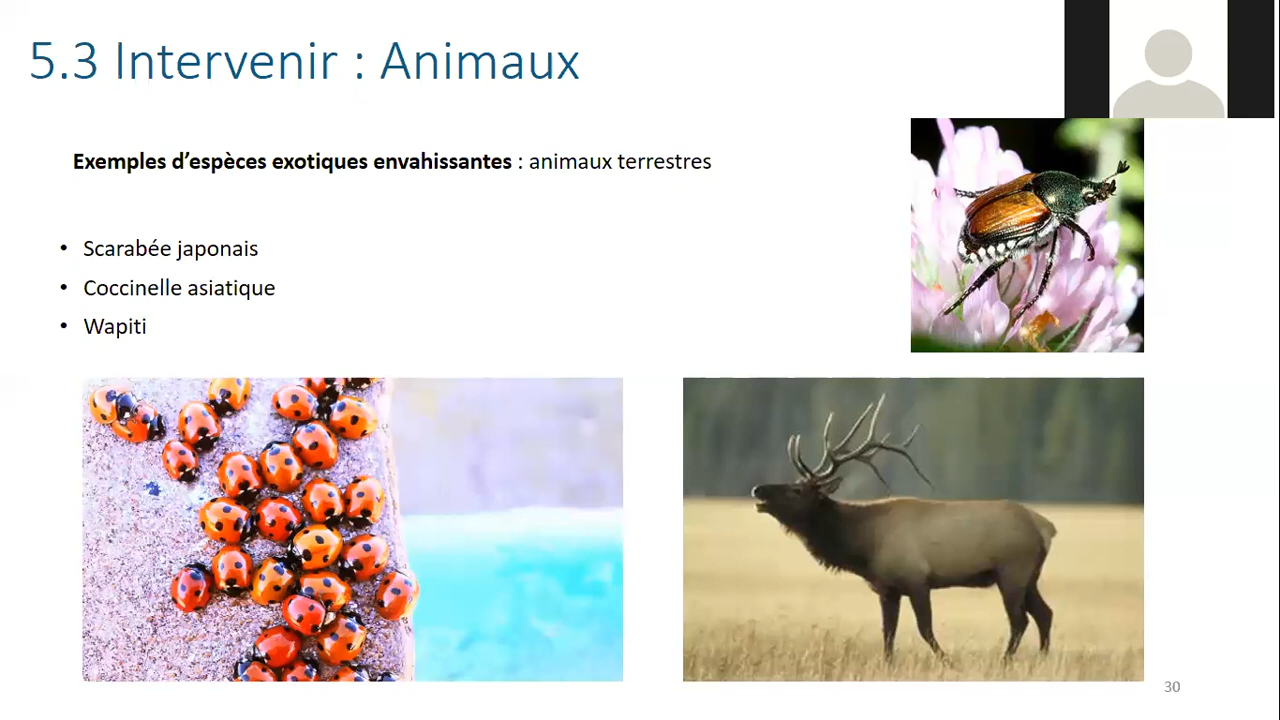 5.3 Intervenir : Animaux
Exemples d’espèces exotiques envahissantes : animaux terrestres
• Scarabée japonais
• Coccinelle asiatique
• Wapiti
30